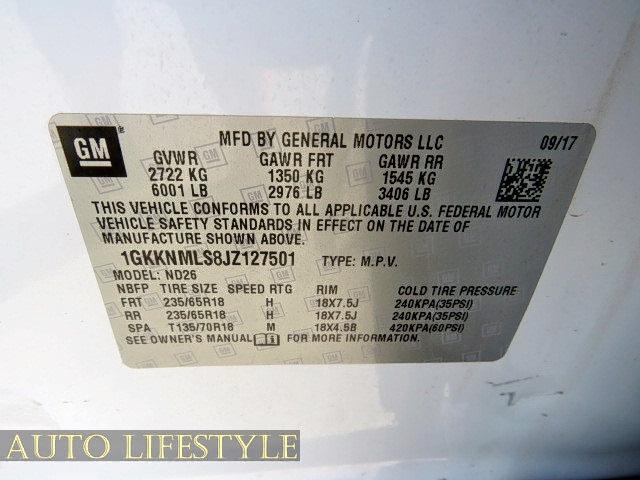 GM
MFD BY GENERAL MOTORS LLC 09/17
GVWR GAWR FRT GAWR RR
2722 KG 1350 KG 1545 KG
6001 LB 2976 LB 3406 LB
THIS VEHICLE CONFORMS TO ALL APPLICABLE U.S. FEDERAL MOTOR
VEHICLE SAFETY STANDARDS IN EFFECT ON THE DATE OF
MANUFACTURE SHOWN ABOVE.
1GKKNMLS8JZ127501 TYPE: M.P.V.
MODEL: ND26
NBFP TIRE SIZE SPEED RTG RIM COLD TIRE PRESSURE
FRT 235/65R18 H 18X7.5J 240KPA(35PSI)
RR 235/65R18 H 18X7.5J 240KPA(35PSI)
SPA T135/70R18 M 18X4.5B 420KPA(60PSI)
SEE OWNER'S MANUAL
AUTO LIFESTYLE